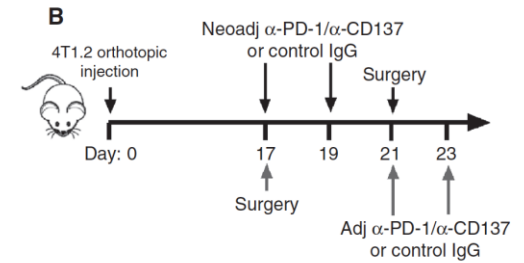 B
Neoadj α-PD-1/α-CD137
or control IgG
4T1.2 orthotopic
injection
Surgery
Day: 0 17 19 21 23
Surgery
Adj α-PD-1/α-CD137
or control IgG